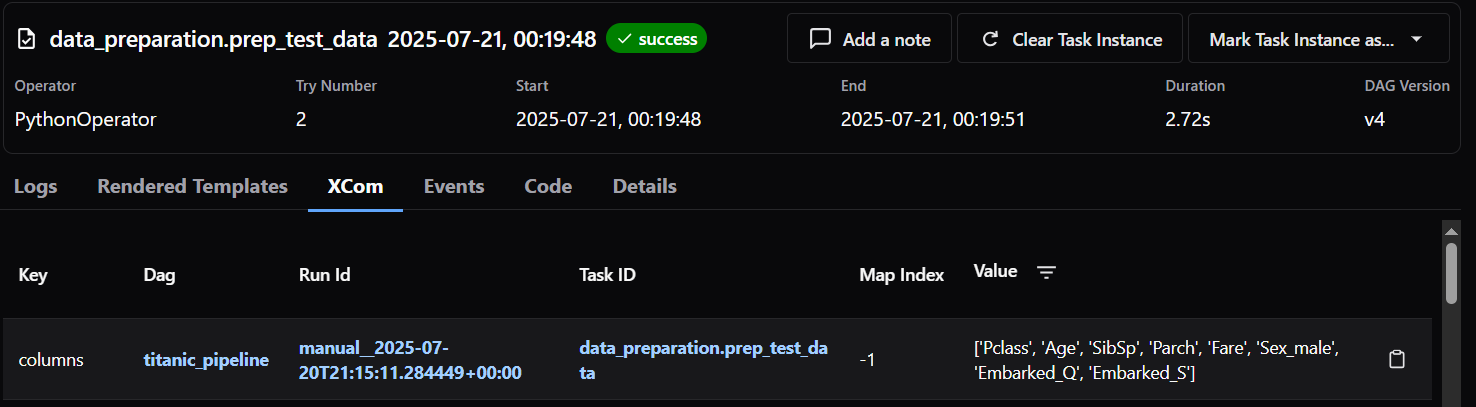 data_preparation.prep_test_data 2025-07-21, 00:19:48 success Add a note Clear Task Instance Mark Task Instance as...
Operator Try Number Start End Duration DAG Version
PythonOperator 2 2025-07-21, 00:19:48 2025-07-21, 00:19:51 2.72s v4
Logs Rendered Templates XCom Events Code Details
Key Dag Run Id Task ID Map Index Value
columns titanic_pipeline manual__2025-07-
20T21:15:11.284449+00:00 data_preparation.prep_test_da
ta -1 ['Pclass', 'Age', 'SibSp', 'Parch', 'Fare', 'Sex_male',
'Embarked_Q', 'Embarked_S']